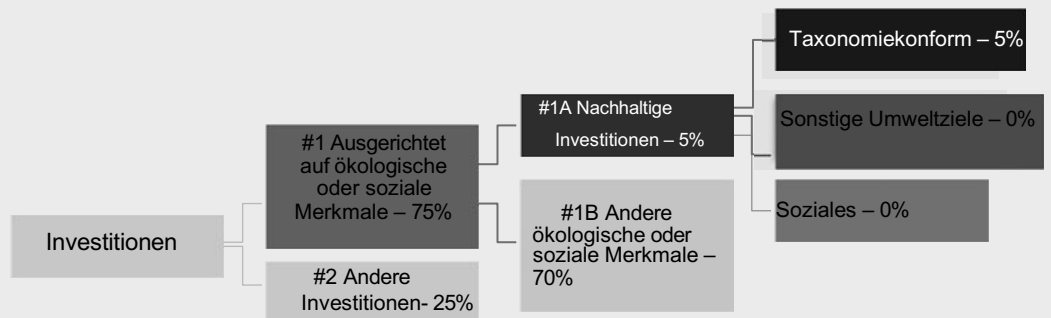 Investitionen
#1 Ausgerichtet
auf ökologische
oder soziale
Merkmale – 75%
#2 Andere
Investitionen- 25%
#1A Nachhaltige
Investitionen – 5%
#1B Andere
ökologische oder
soziale Merkmale –
70%
Taxonomiekonform – 5%
Sonstige Umweltziele – 0%
Soziales – 0%